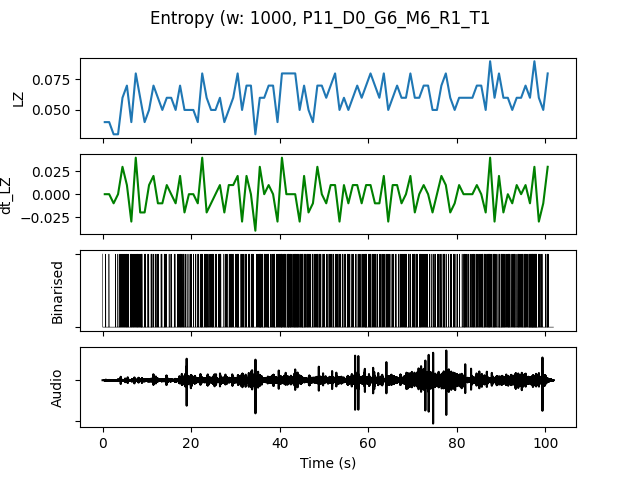 Entropy (w: 1000, P11_D0_G6_M6_R1_T1
LZ
0.075
0.050
dt_LZ
0.025
0.000
−0.025
Binarised
Audio
0 20 40 60 80 100
Time (s)